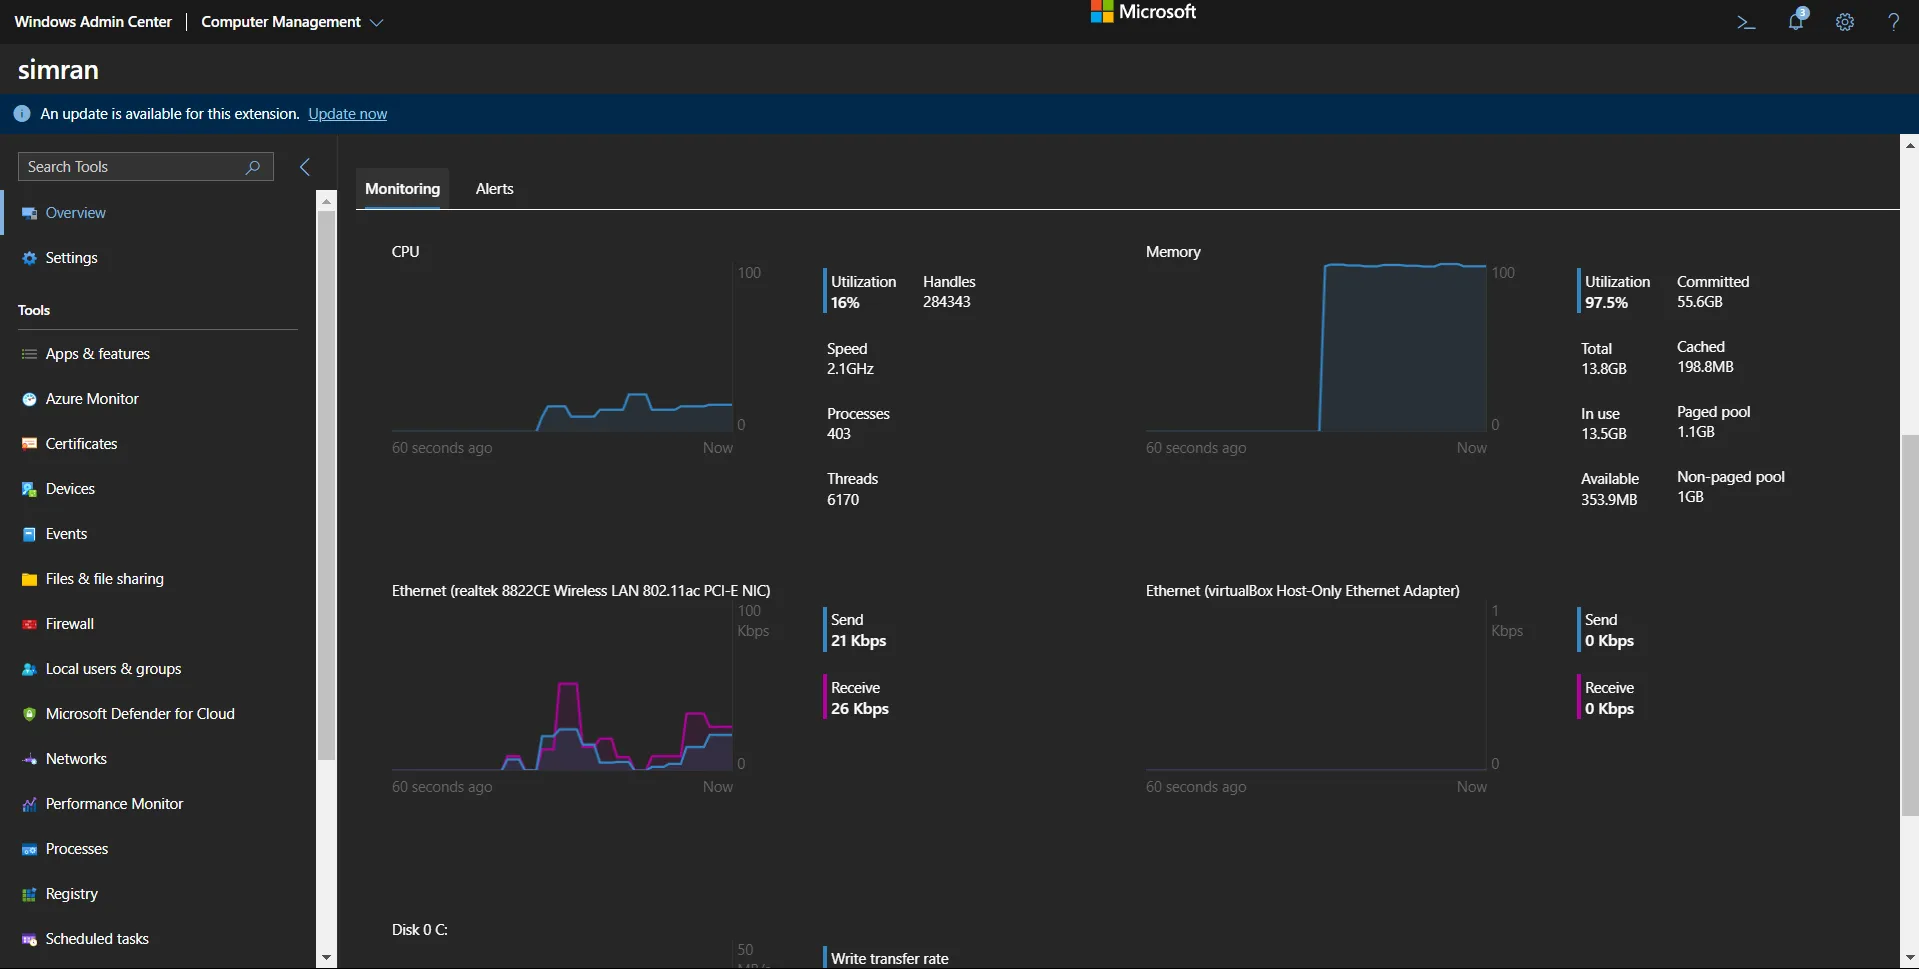 Windows Admin Center | Computer Management
Microsoft
3
simran
An update is available for this extension. Update now
Search Tools
Overview
Settings
Tools
Apps & features
Azure Monitor
Certificates
Devices
Events
Files & file sharing
Firewall
Local users & groups
Microsoft Defender for Cloud
Networks
Performance Monitor
Processes
Registry
Scheduled tasks
Monitoring Alerts
CPU
100
0
60 seconds ago Now
Utilization Handles
16% 284343
Speed
2.1GHz
Processes
403
Threads
6170
Memory
100
0
60 seconds ago Now
Utilization Committed
97.5% 55.6GB
Total Cached
13.8GB 198.8MB
In use Paged pool
13.5GB 1.1GB
Available Non-paged pool
353.9MB 1GB
Ethernet (realtek 8822CE Wireless LAN 802.11ac PCI-E NIC)
100
Kbps
0
60 seconds ago Now
Send
21 Kbps
Receive
26 Kbps
Ethernet (virtualBox Host-Only Ethernet Adapter)
1
Kbps
0
60 seconds ago Now
Send
0 Kbps
Receive
0 Kbps
Disk 0 C:
50
Write transfer rate